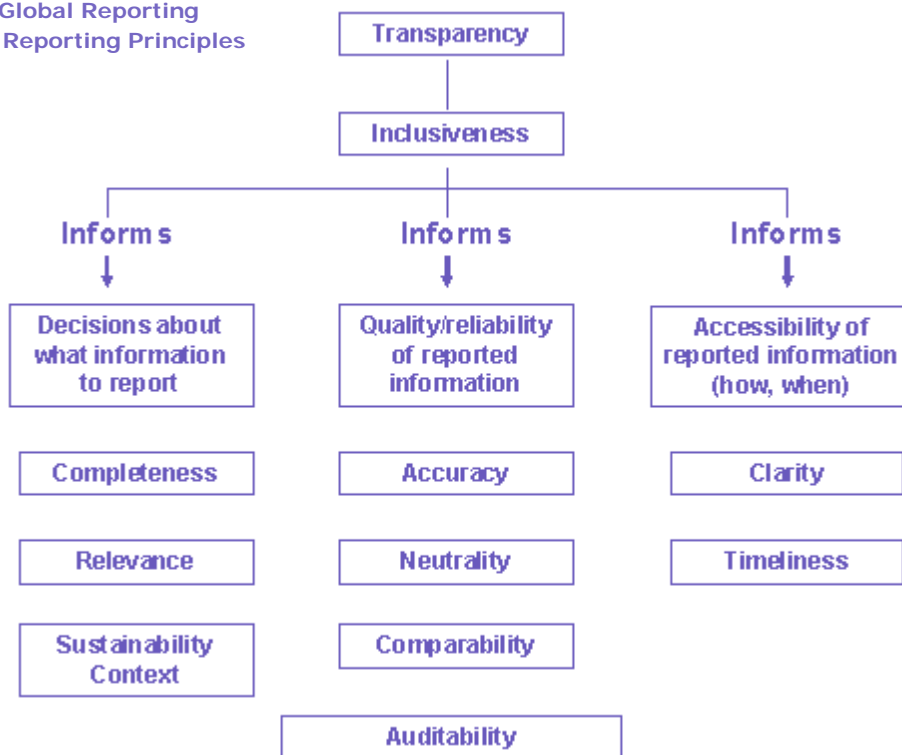 Global Reporting
Reporting Principles
Transparency
Inclusiveness
Informs
Informs
Informs
Decisions about
what information
to report
Quality/reliability
of reported
information
Accessibility of
reported information
(how, when)
Completeness
Accuracy
Clarity
Relevance
Neutrality
Timeliness
Sustainability
Context
Comparability
Auditability